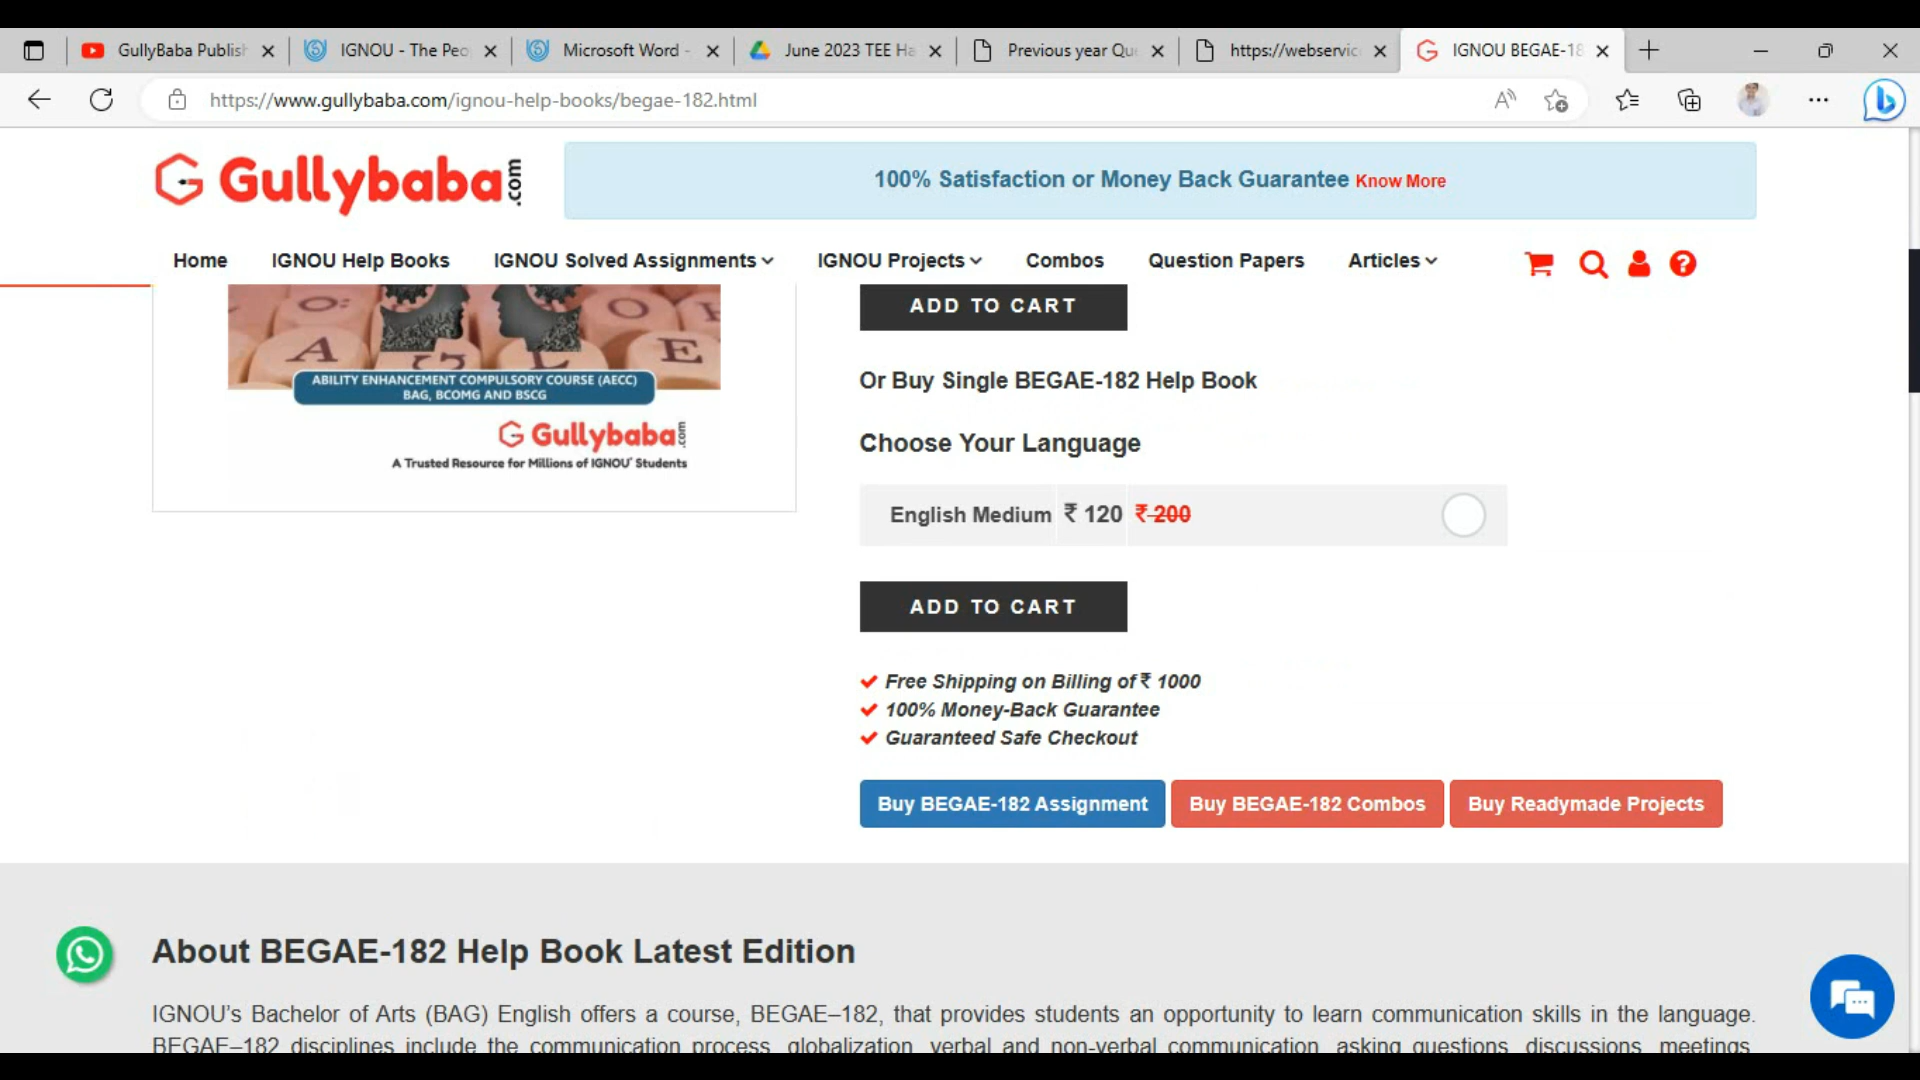 GullyBaba Publish
IGNOU - The Peo
Microsoft Word -
June 2023 TEE Ha
Previous year Qu
https://webservic
IGNOU BEGAE-18
https://www.gullybaba.com/ignou-help-books/begae-182.html
Gullybaba.com
100% Satisfaction or Money Back Guarantee Know More
Home IGNOU Help Books IGNOU Solved Assignments IGNOU Projects Combos Question Papers Articles
ADD TO CART
ABILITY ENHANCEMENT COMPULSORY COURSE (AECC)
BAG, BCOMG AND BSCG
Gullybaba.com
A Trusted Resource for Millions of IGNOU' Students
Or Buy Single BEGAE-182 Help Book
Choose Your Language
English Medium ₹ 120 ₹ 200
ADD TO CART
Free Shipping on Billing of ₹ 1000
100% Money-Back Guarantee
Guaranteed Safe Checkout
Buy BEGAE-182 Assignment
Buy BEGAE-182 Combos
Buy Readymade Projects
About BEGAE-182 Help Book Latest Edition
IGNOU’s Bachelor of Arts (BAG) English offers a course, BEGAE–182, that provides students an opportunity to learn communication skills in the language.
BEGAE–182 disciplines include the communication process, globalization, verbal and non-verbal communication, asking questions, discussions, meetings,